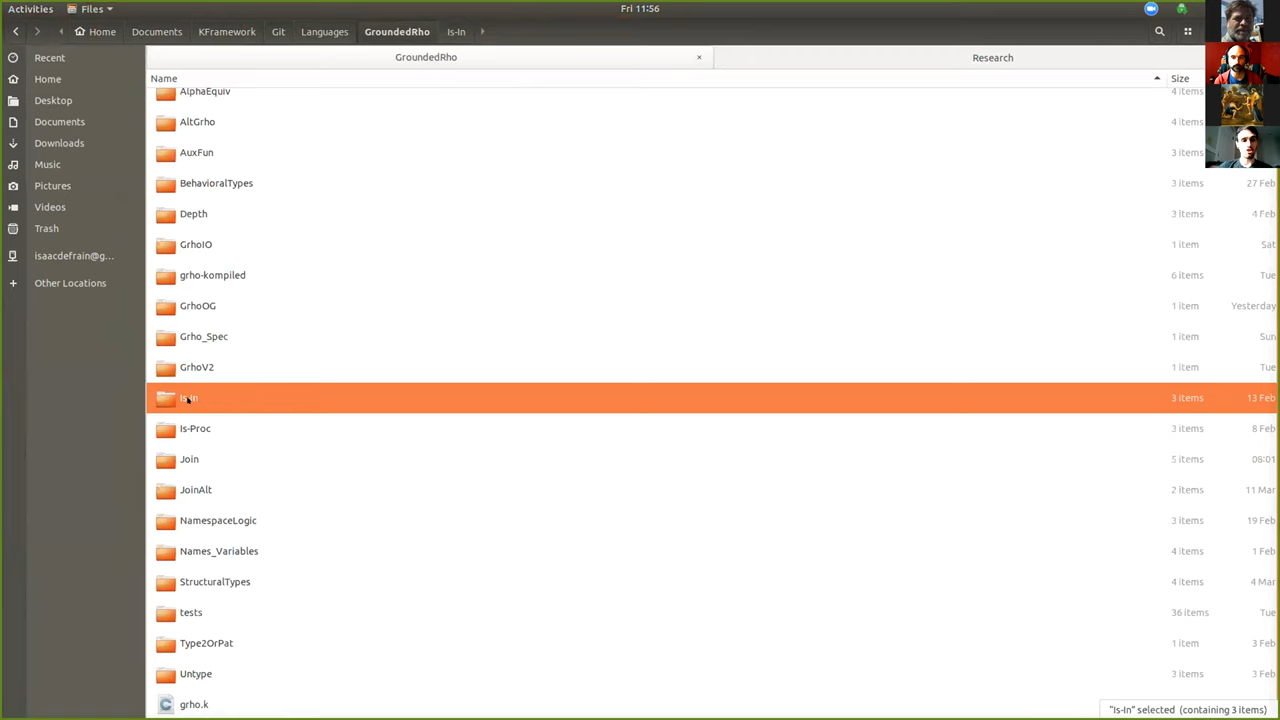 Activities Files Fri 11:56
Home Documents KFramework Git Languages GroundedRho Is-In
GroundedRho × Research
Name Size
Recent
Home
Desktop
Documents
Downloads
Music
Pictures
Videos
Trash
isaacdefrain@g...
Other Locations
AlphaEquiv 4 items
AltGrho 4 items
AuxFun 3 items
BehavioralTypes 3 items 27 Feb
Depth 3 items 4 Feb
GrhoIO 1 item Sat
grho-kompiled 6 items Tue
GrhoOG 1 item Yesterday
Grho_Spec 1 item Sun
GrhoV2 1 item Tue
Is-In 3 items 13 Feb
Is-Proc 3 items 8 Feb
Join 5 items 08:01
JoinAlt 2 items 11 Mar
NamespaceLogic 3 items 19 Feb
Names_Variables 4 items 1 Feb
StructuralTypes 4 items 4 Mar
tests 36 items Tue
Type2OrPat 1 item 3 Feb
Untype 3 items 3 Feb
grho.k
"Is-In" selected (containing 3 items)